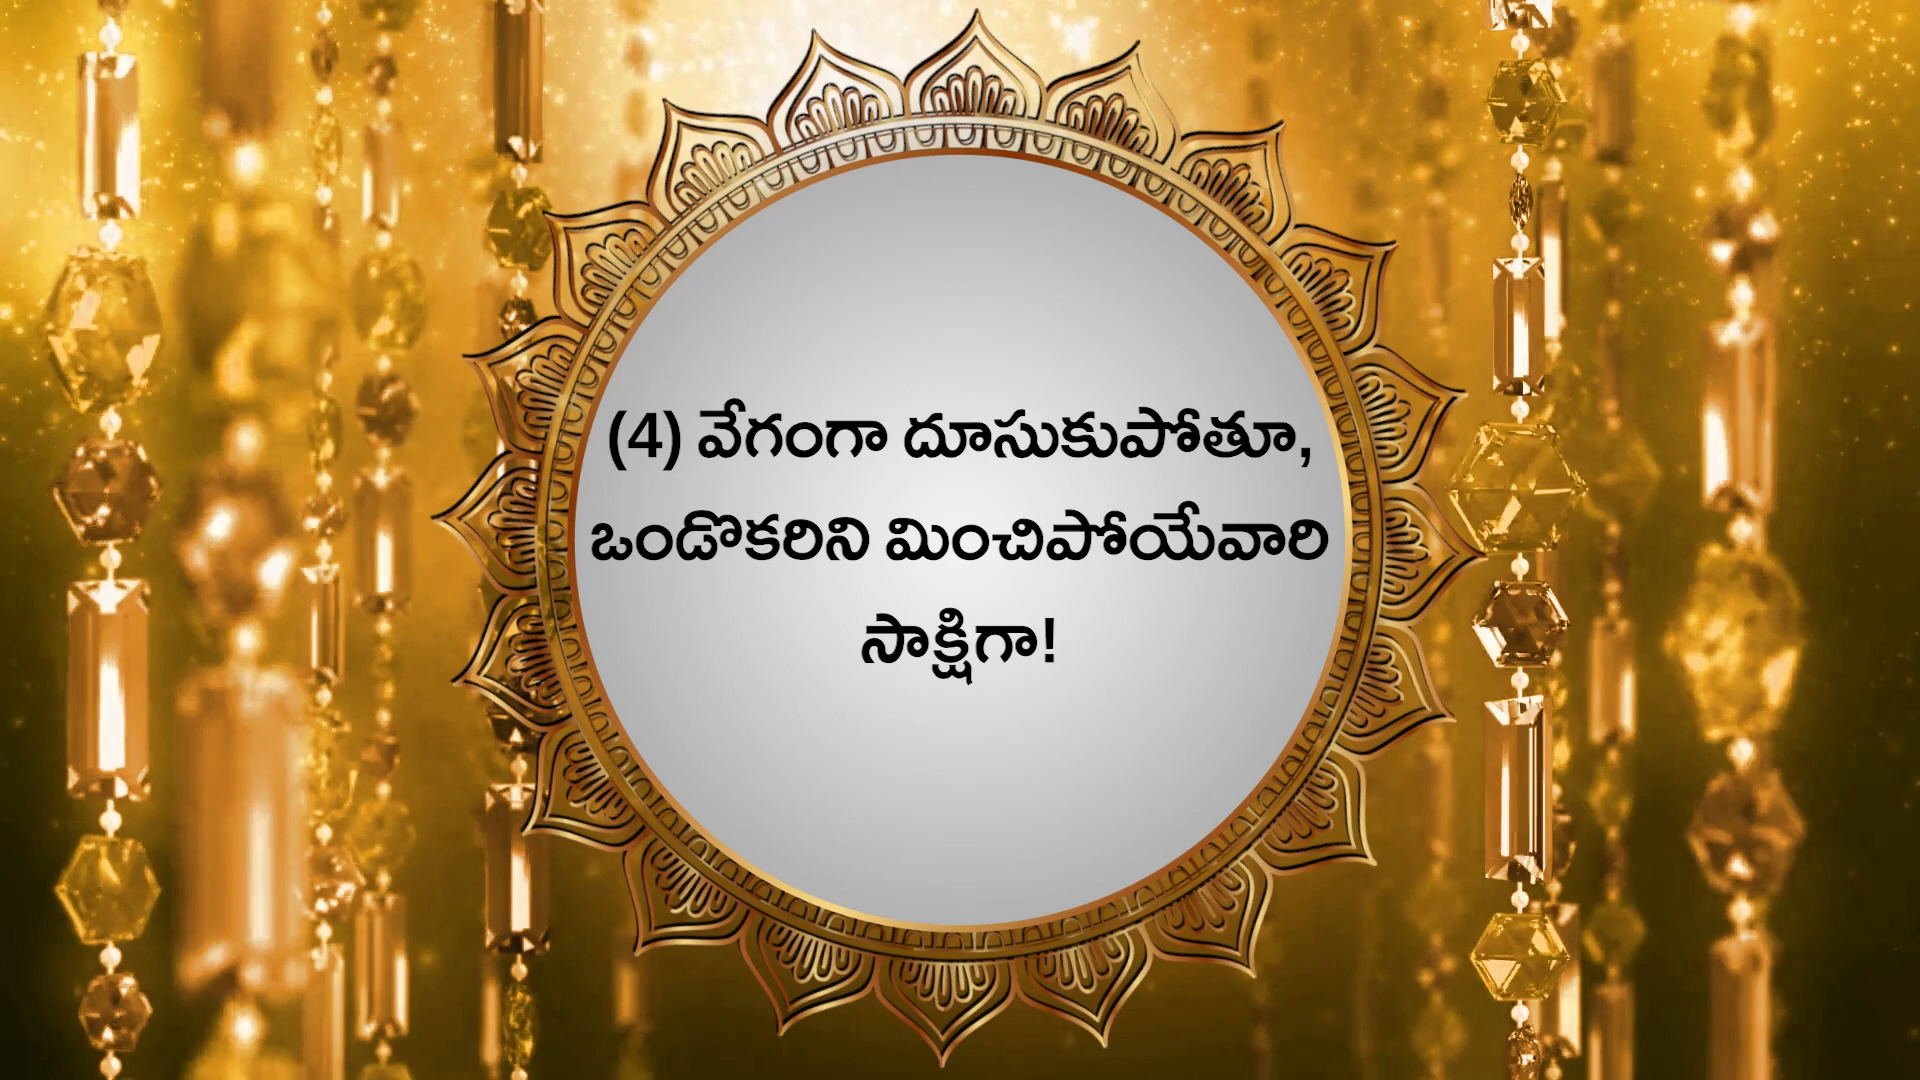 (4) వేగంగా దూసుకుపోతూ,
ఒండొకరిని మించిపోయేవారి
సాక్షిగా!